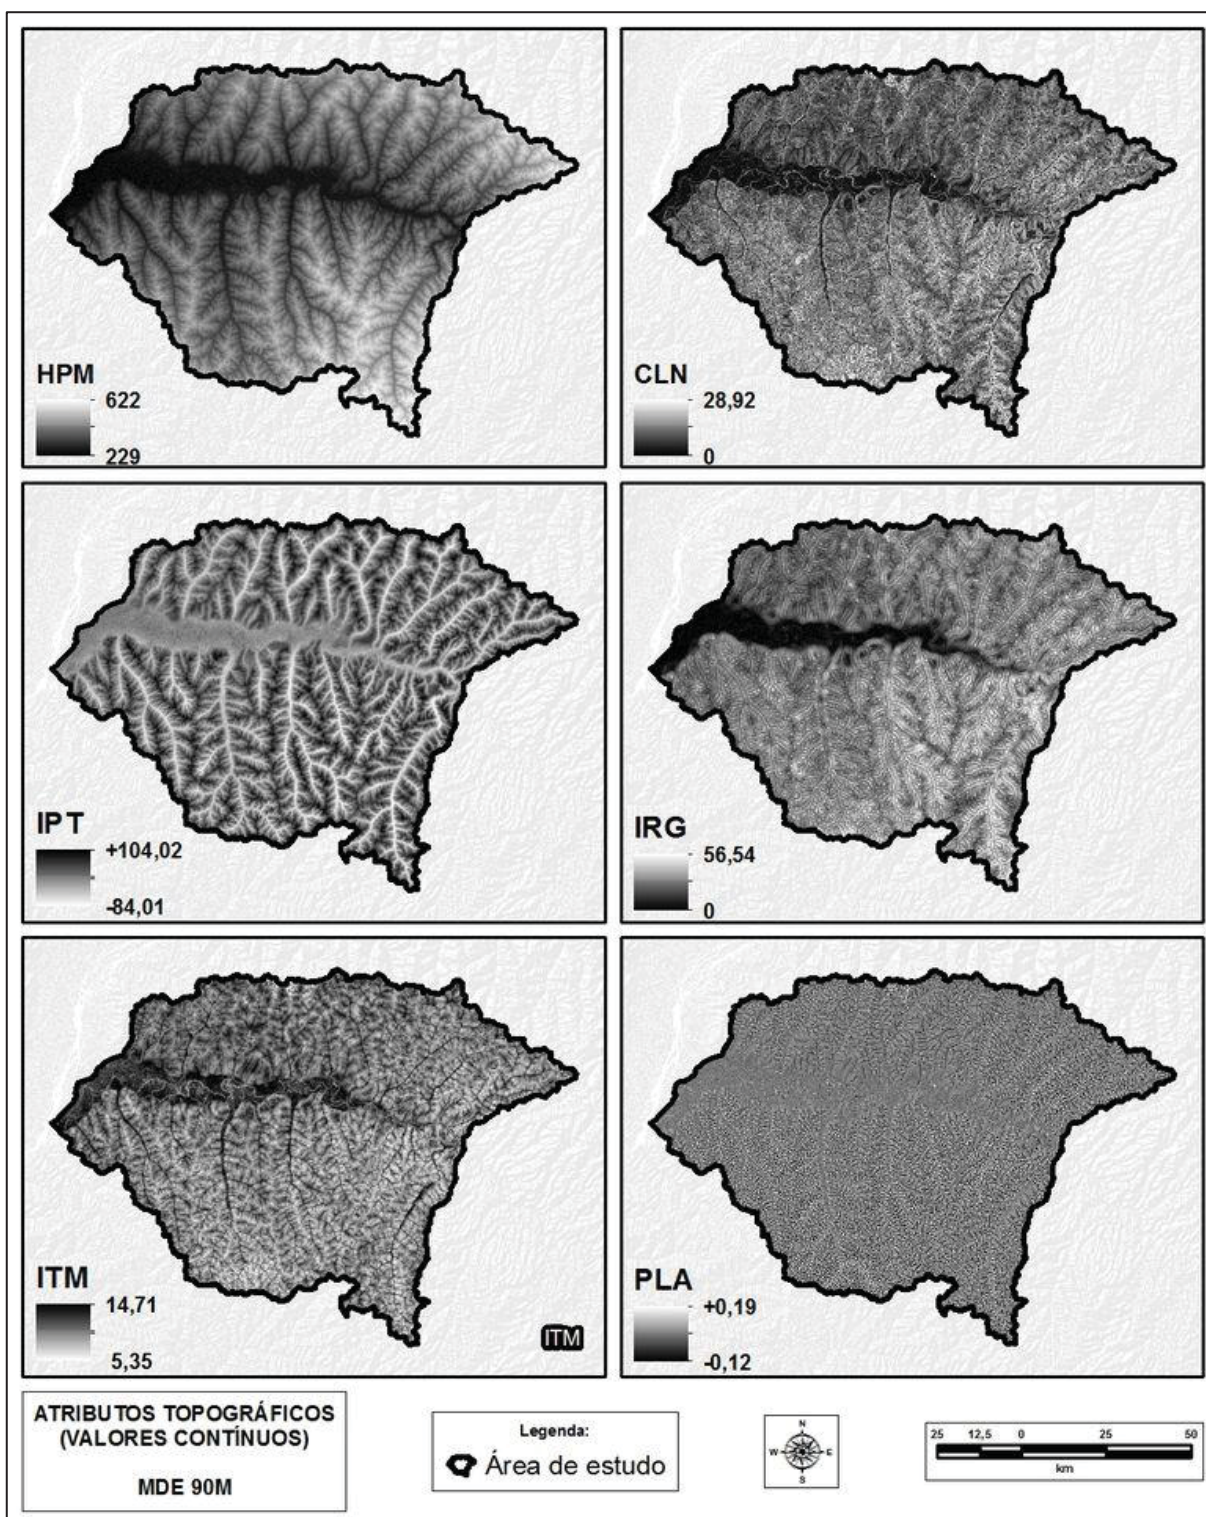 HPM
622
229
CLN
28,92
0
IPT
+104,02
-84,01
IRG
56,54
0
ITM
14,71
5,35
ITM
PLA
+0,19
-0,12
ATRIBUTOS TOPOGRÁFICOS
(VALORES CONTÍNUOS)
MDE 90M
Legenda:
Área de estudo
N
W E
S
25 12,5 0 25 50
km